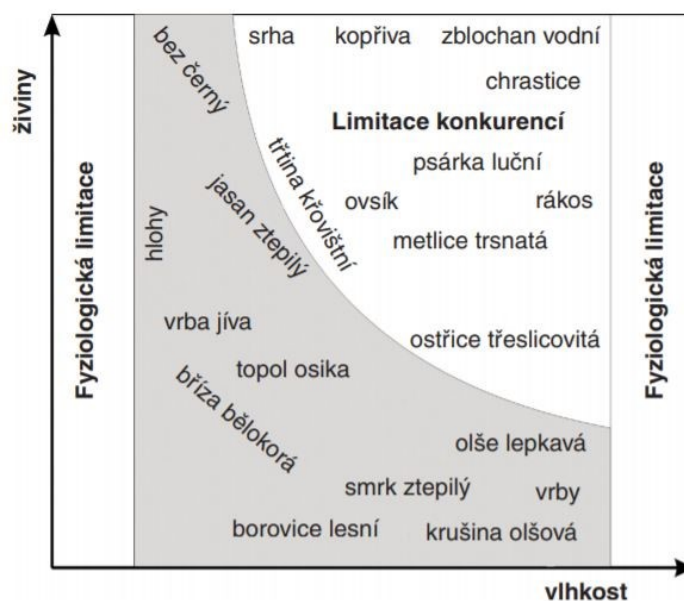 srha kopřiva zblochan vodní
bez černý
chrastice
živiny
Limitace konkurencí
psárka luční
třtina křovištní
jasan ztepilý
ovsík
rákos
hlohy
metlice trsnatá
Fyziologická limitace
Fyziologická limitace
vrba jíva
ostřice třeslicovitá
topol osika
bříza bělokorá
olše lepkavá
smrk ztepilý
vrby
borovice lesní
krušina olšová
vlhkost